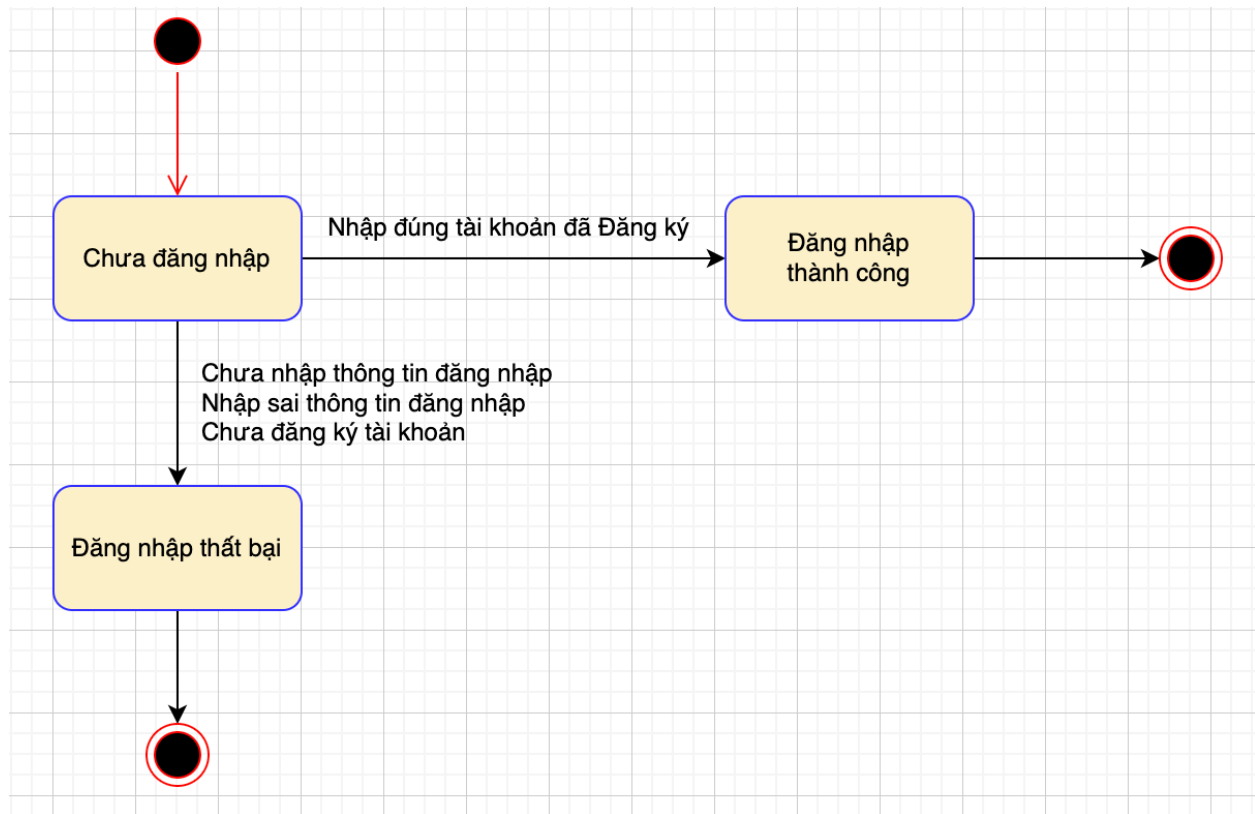 Chưa đăng nhập
Nhập đúng tài khoản đã Đăng ký
Đăng nhập
thành công
Chưa nhập thông tin đăng nhập
Nhập sai thông tin đăng nhập
Chưa đăng ký tài khoản
Đăng nhập thất bại